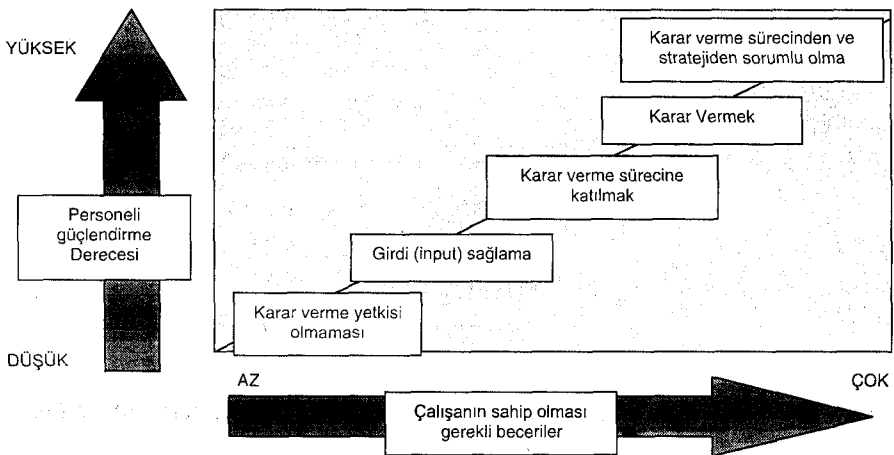 YÜKSEK
Karar verme sürecinden ve
stratejiden sorumlu olma
Karar Vermek
Karar verme sürecine
katılmak
Personeli
güçlendirme
Derecesi
Girdi (input) sağlama
Karar verme yetkisi
olmaması
DÜŞÜK
AZ
ÇOK
Çalışanın sahip olması
gerekli beceriler